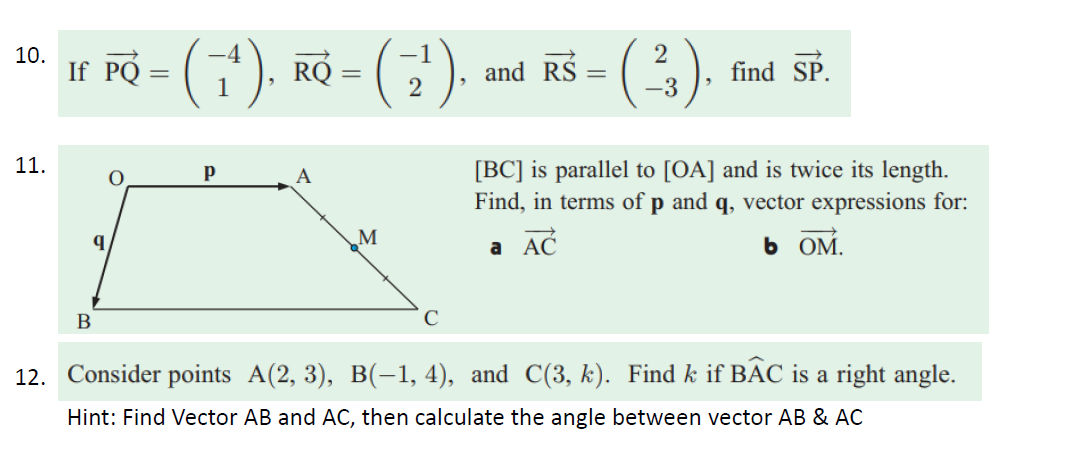 10. If PQ⃗ = (−4 1), RQ⃗ = (−1 2), and RS⃗ = (2 −3), find SP⃗.
11.
O p A
[BC] is parallel to [OA] and is twice its length.
Find, in terms of p and q, vector expressions for:
q M
a AC⃗ b OM⃗.
B C
12. Consider points A(2, 3), B(−1, 4), and C(3, k). Find k if BÂC is a right angle.
Hint: Find Vector AB and AC, then calculate the angle between vector AB & AC